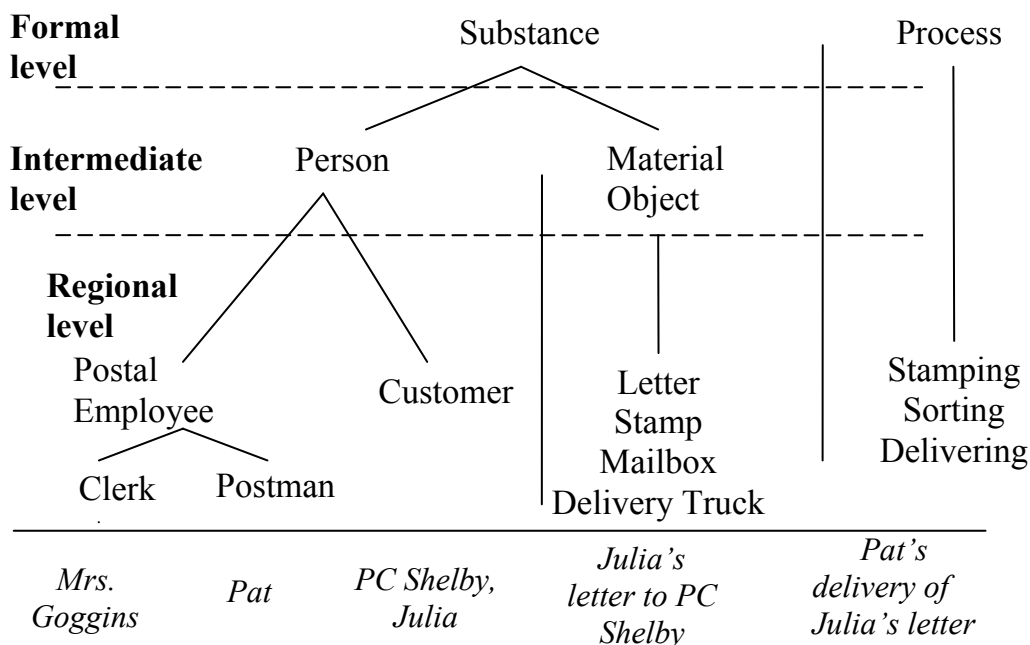 Formal
level
Substance
Process
Intermediate
level
Person
Material
Object
Regional
level
Postal
Employee
Customer
Letter
Stamp
Mailbox
Delivery Truck
Stamping
Sorting
Delivering
Clerk
Postman
Mrs.
Goggins
Pat
PC Shelby,
Julia
Julia’s
letter to PC
Shelby
Pat’s
delivery of
Julia’s letter